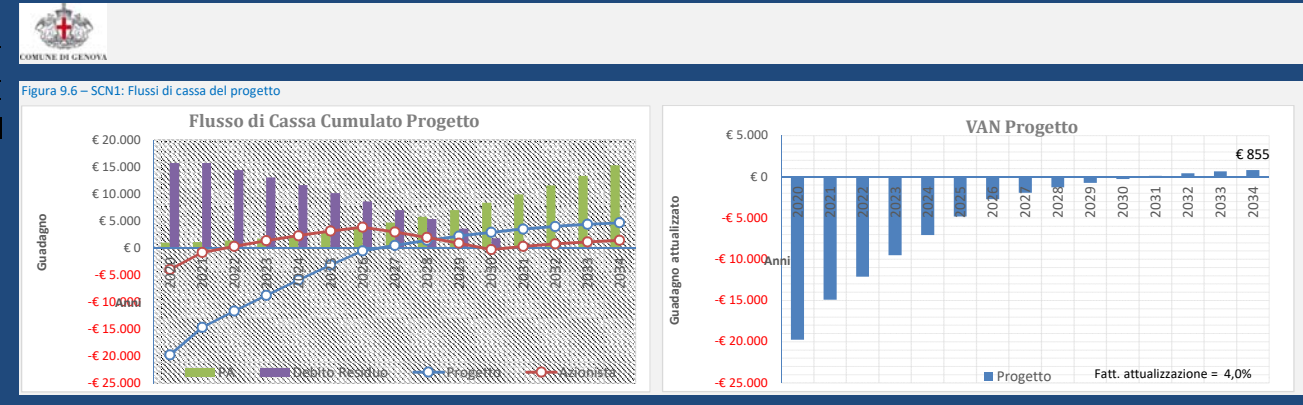 COMUNE DI GENOVA
Figura 9.6 – SCN1: Flussi di cassa del progetto
Flusso di Cassa Cumulato Progetto
Guadagno
€ 20.000
€ 15.000
€ 10.000
€ 5.000
€ 0
-€ 5.000
-€ 10.000
-€ 15.000
-€ 20.000
-€ 25.000
2020 2021 2022 2023 2024 2025 2026 2027 2028 2029 2030 2031 2032 2033 2034
Anni
PA Debito Residuo Progetto Azionista
VAN Progetto
Guadagno attualizzato
€ 5.000
€ 0
-€ 5.000
-€ 10.000
-€ 15.000
-€ 20.000
-€ 25.000
€ 855
2020 2021 2022 2023 2024 2025 2026 2027 2028 2029 2030 2031 2032 2033 2034
Anni
Progetto
Fatt. attualizzazione = 4,0%